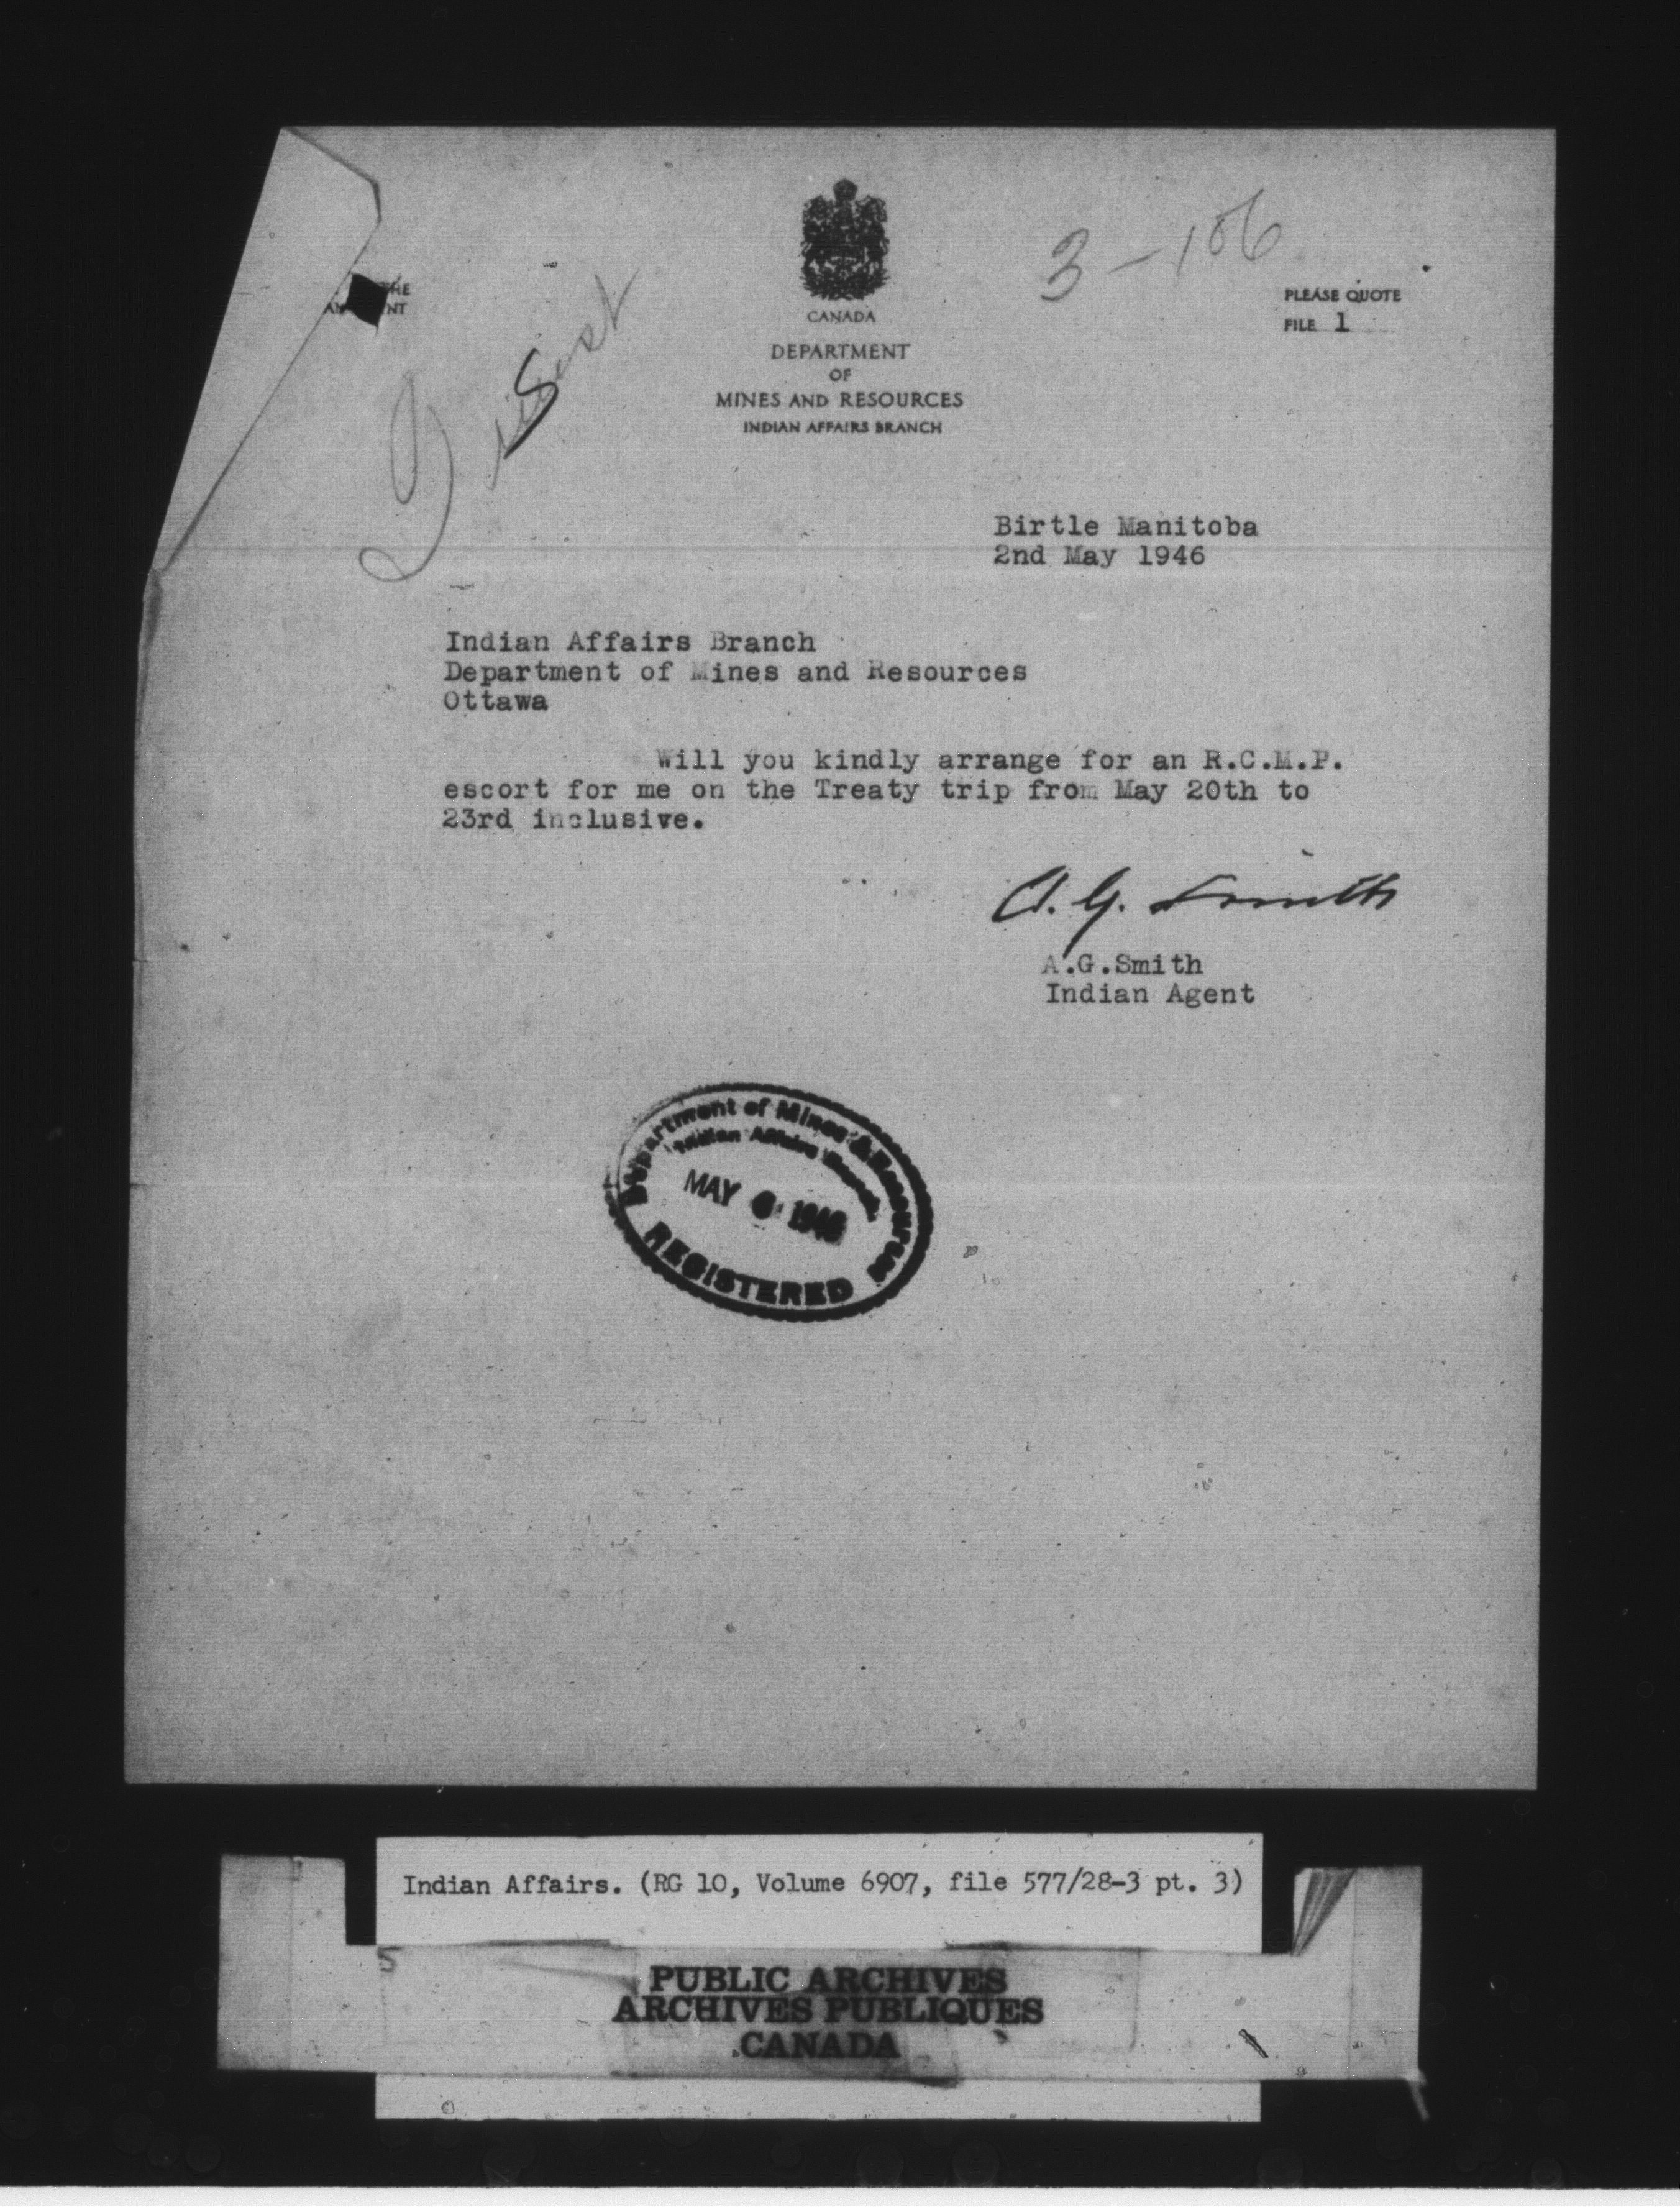 3-106
THE
NT
CANADA
DEPARTMENT
OF
MINES AND RESOURCES
INDIAN AFFAIRS BRANCH
PLEASE QUOTE
FILE 1
Birtle Manitoba
2nd May 1946
Indian Affairs Branch
Department of Mines and Resources
Ottawa
Will you kindly arrange for an R.C.M.P.
escort for me on the Treaty trip from May 20th to
23rd inclusive.
A.G. Smith
A.G.Smith
Indian Agent
Department of Mines & Resources
Indian Affairs Branch
MAY 6 1946
REGISTERED
Indian Affairs. (RG 10, Volume 6907, file 577/28-3 pt. 3)
PUBLIC ARCHIVES
ARCHIVES PUBLIQUES
CANADA